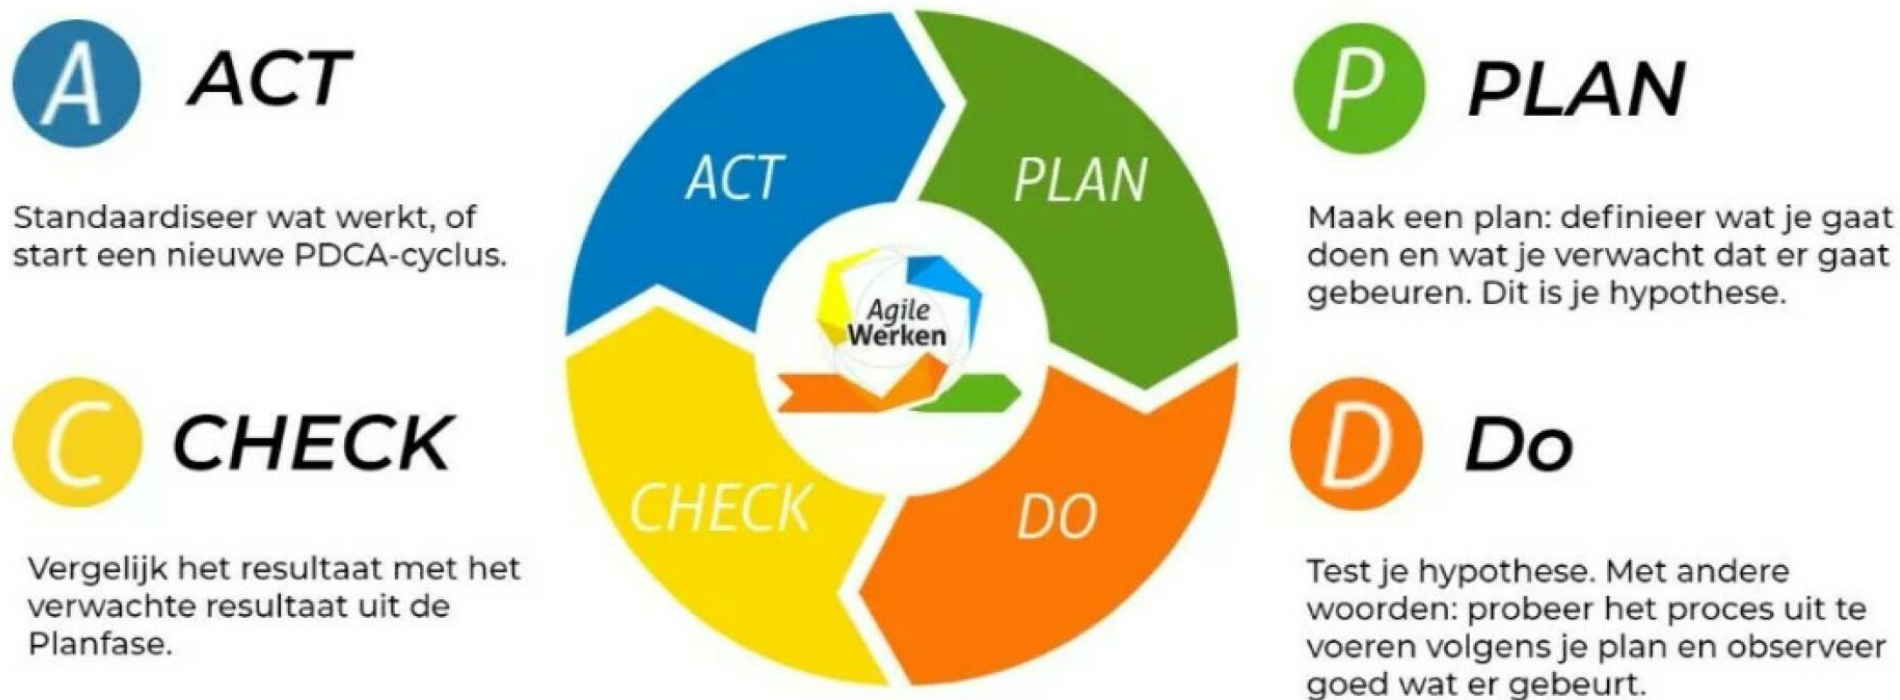 A ACT
Standaardiseer wat werkt, of
start een nieuwe PDCA-cyclus.
C CHECK
Vergelijk het resultaat met het
verwachte resultaat uit de
Planfase.
ACT
PLAN
Agile
Werken
CHECK
DO
P PLAN
Maak een plan: definieer wat je gaat
doen en wat je verwacht dat er gaat
gebeuren. Dit is je hypothese.
D Do
Test je hypothese. Met andere
woorden: probeer het proces uit te
voeren volgens je plan en observeer
goed wat er gebeurt.